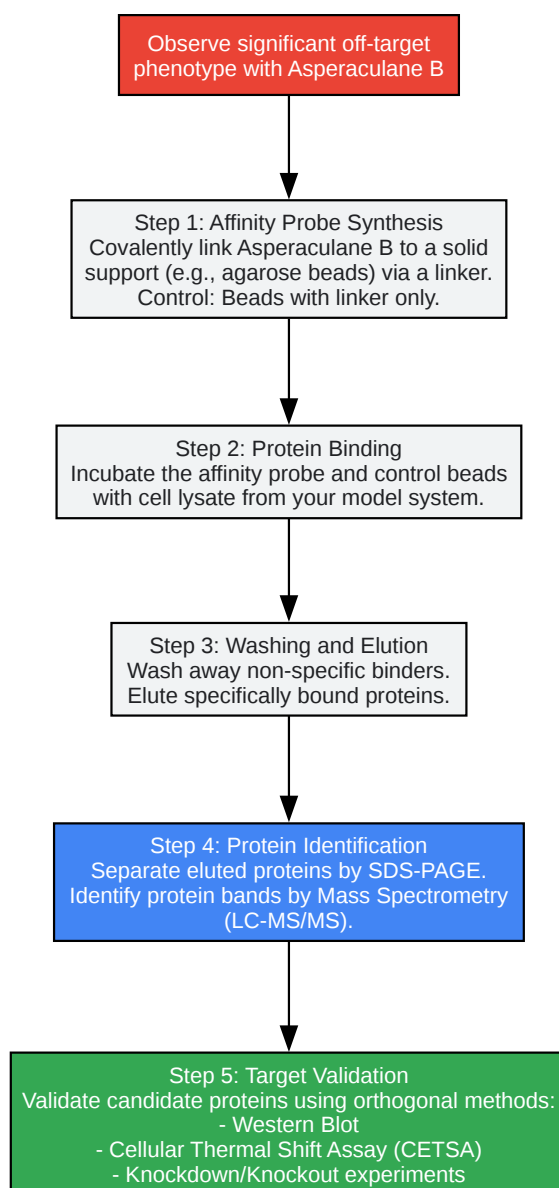 Observe significant off-target
phenotype with Asperaculane B
Step 1: Affinity Probe Synthesis
Covalently link Asperaculane B to a solid
support (e.g., agarose beads) via a linker.
Control: Beads with linker only.
Step 2: Protein Binding
Incubate the affinity probe and control beads
with cell lysate from your model system.
Step 3: Washing and Elution
Wash away non-specific binders.
Elute specifically bound proteins.
Step 4: Protein Identification
Separate eluted proteins by SDS-PAGE.
Identify protein bands by Mass Spectrometry
(LC-MS/MS).
Step 5: Target Validation
Validate candidate proteins using orthogonal methods:
- Western Blot
- Cellular Thermal Shift Assay (CETSA)
- Knockdown/Knockout experiments